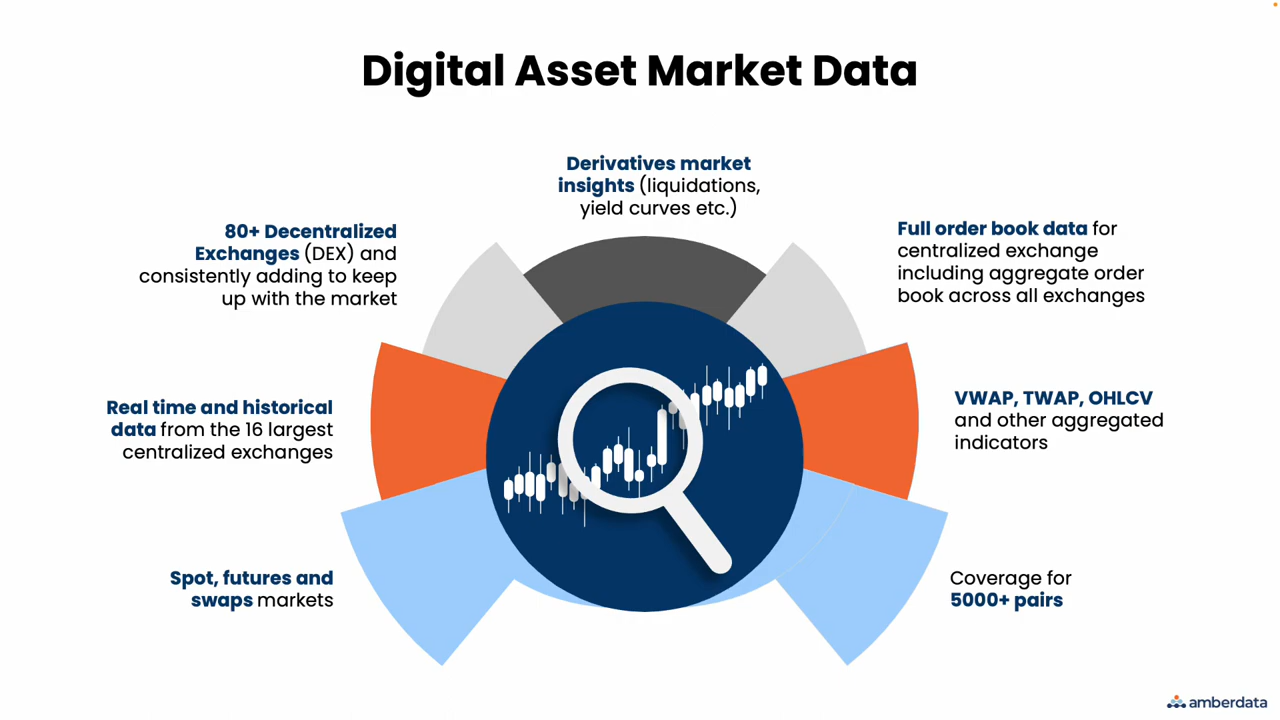 Digital Asset Market Data
Derivatives market
insights (liquidations,
yield curves etc.)
80+ Decentralized
Exchanges (DEX) and
consistently adding to keep
up with the market
Full order book data for
centralized exchange
including aggregate order
book across all exchanges
Real time and historical
data from the 16 largest
centralized exchanges
VWAP, TWAP, OHLCV
and other aggregated
indicators
Spot, futures and
swaps markets
Coverage for
5000+ pairs
amberdata